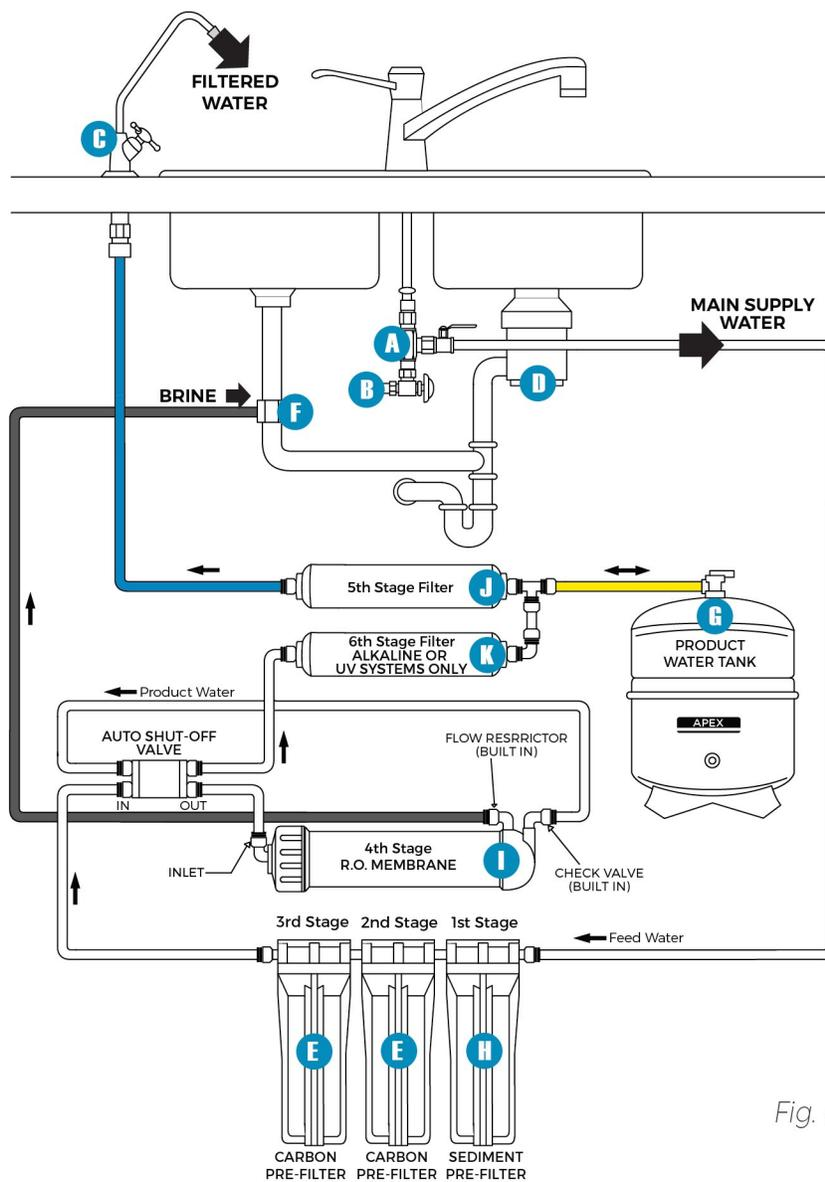 FILTERED
WATER
C
MAIN SUPPLY
WATER
A
B
D
BRINE
F
5th Stage Filter
J
G
6th Stage Filter
ALKALINE OR
UV SYSTEMS ONLY
K
PRODUCT
WATER TANK
Product Water
APEX
AUTO SHUT-OFF
VALVE
FLOW RESRRICTOR
(BUILT IN)
IN
OUT
4th Stage
R.O. MEMBRANE
I
INLET
CHECK VALVE
(BUILT IN)
3rd Stage
2nd Stage
1st Stage
Feed Water
E
E
H
Fig.
CARBON
PRE-FILTER
CARBON
PRE-FILTER
SEDIMENT
PRE-FILTER